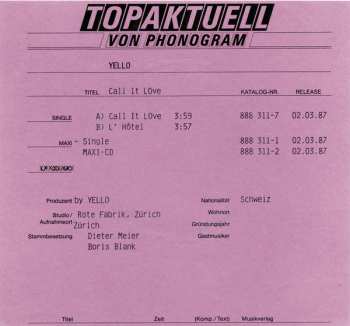 TOPAKTUELL
VON PHONOGRAM
YELLO
TITEL Call It LOve KATALOG-NR. RELEASE
SINGLE A) Call It LOve 3:59 888 311-7 02.03.87
B) L' Hôtel 3:57
MAXI - Single 888 311-1 02.03.87
MAXI-CD 888 311-2 02.03.87
Produzent by YELLO Nationalität Schweiz
Studio / Rote Fabrik, Zürich Wohnort
Aufnahmeort Zürich Gründungsjahr
Stammbesetzung Dieter Meier Gastmusiker
Boris Blank
Titel Zeit (Komp. / Text) Musikverlag